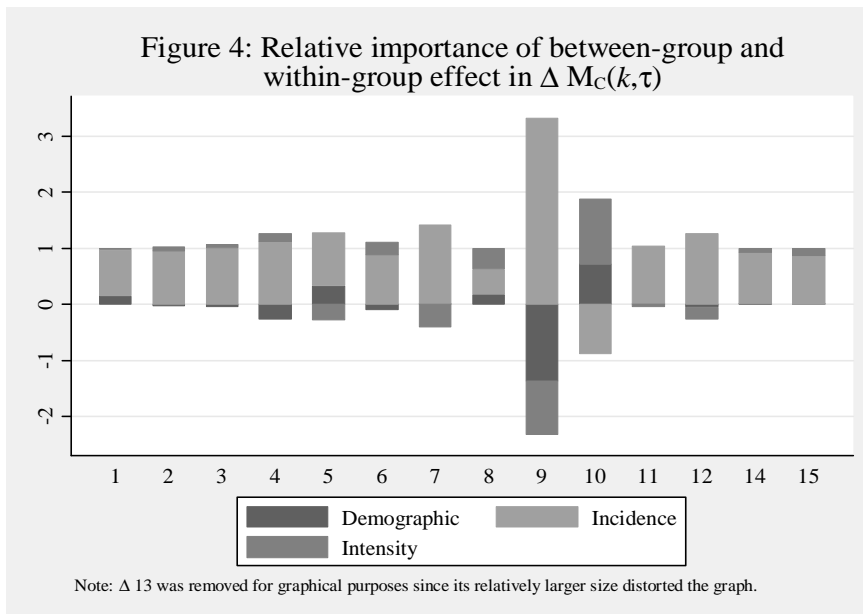 Figure 4: Relative importance of between-group and
within-group effect in Δ M_C(k,τ)
3
2
1
0
-1
-2
1 2 3 4 5 6 7 8 9 10 11 12 14 15
Demographic Incidence
Intensity
Note: Δ 13 was removed for graphical purposes since its relatively larger size distorted the graph.